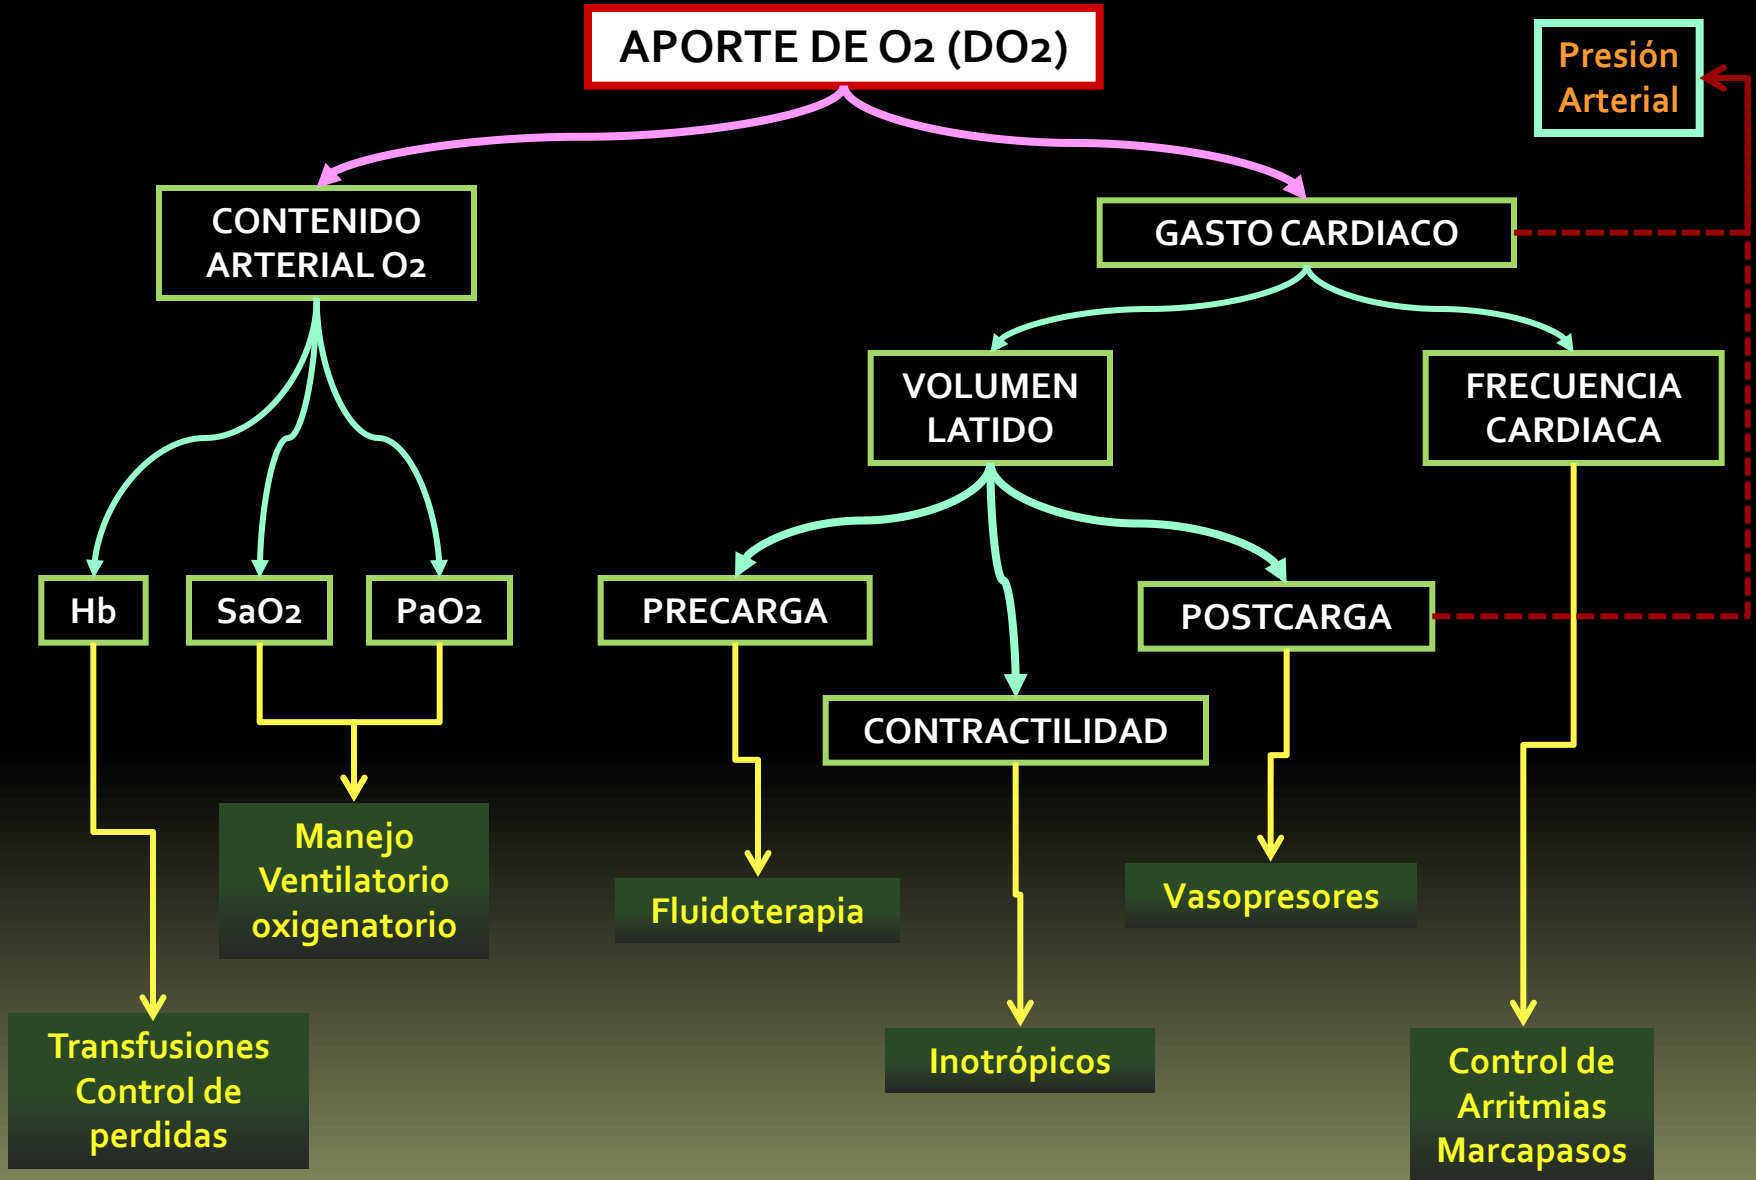 APORTE DE O2 (DO2)
Presión
Arterial
CONTENIDO
ARTERIAL O2
GASTO CARDIACO
VOLUMEN
LATIDO
FRECUENCIA
CARDIACA
Hb
SaO2
PaO2
PRECARGA
POSTCARGA
CONTRACTILIDAD
Manejo
Ventilatorio
oxigenatorio
Fluidoterapia
Vasopresores
Transfusiones
Control de
perdidas
Inotrópicos
Control de
Arritmias
Marcapasos